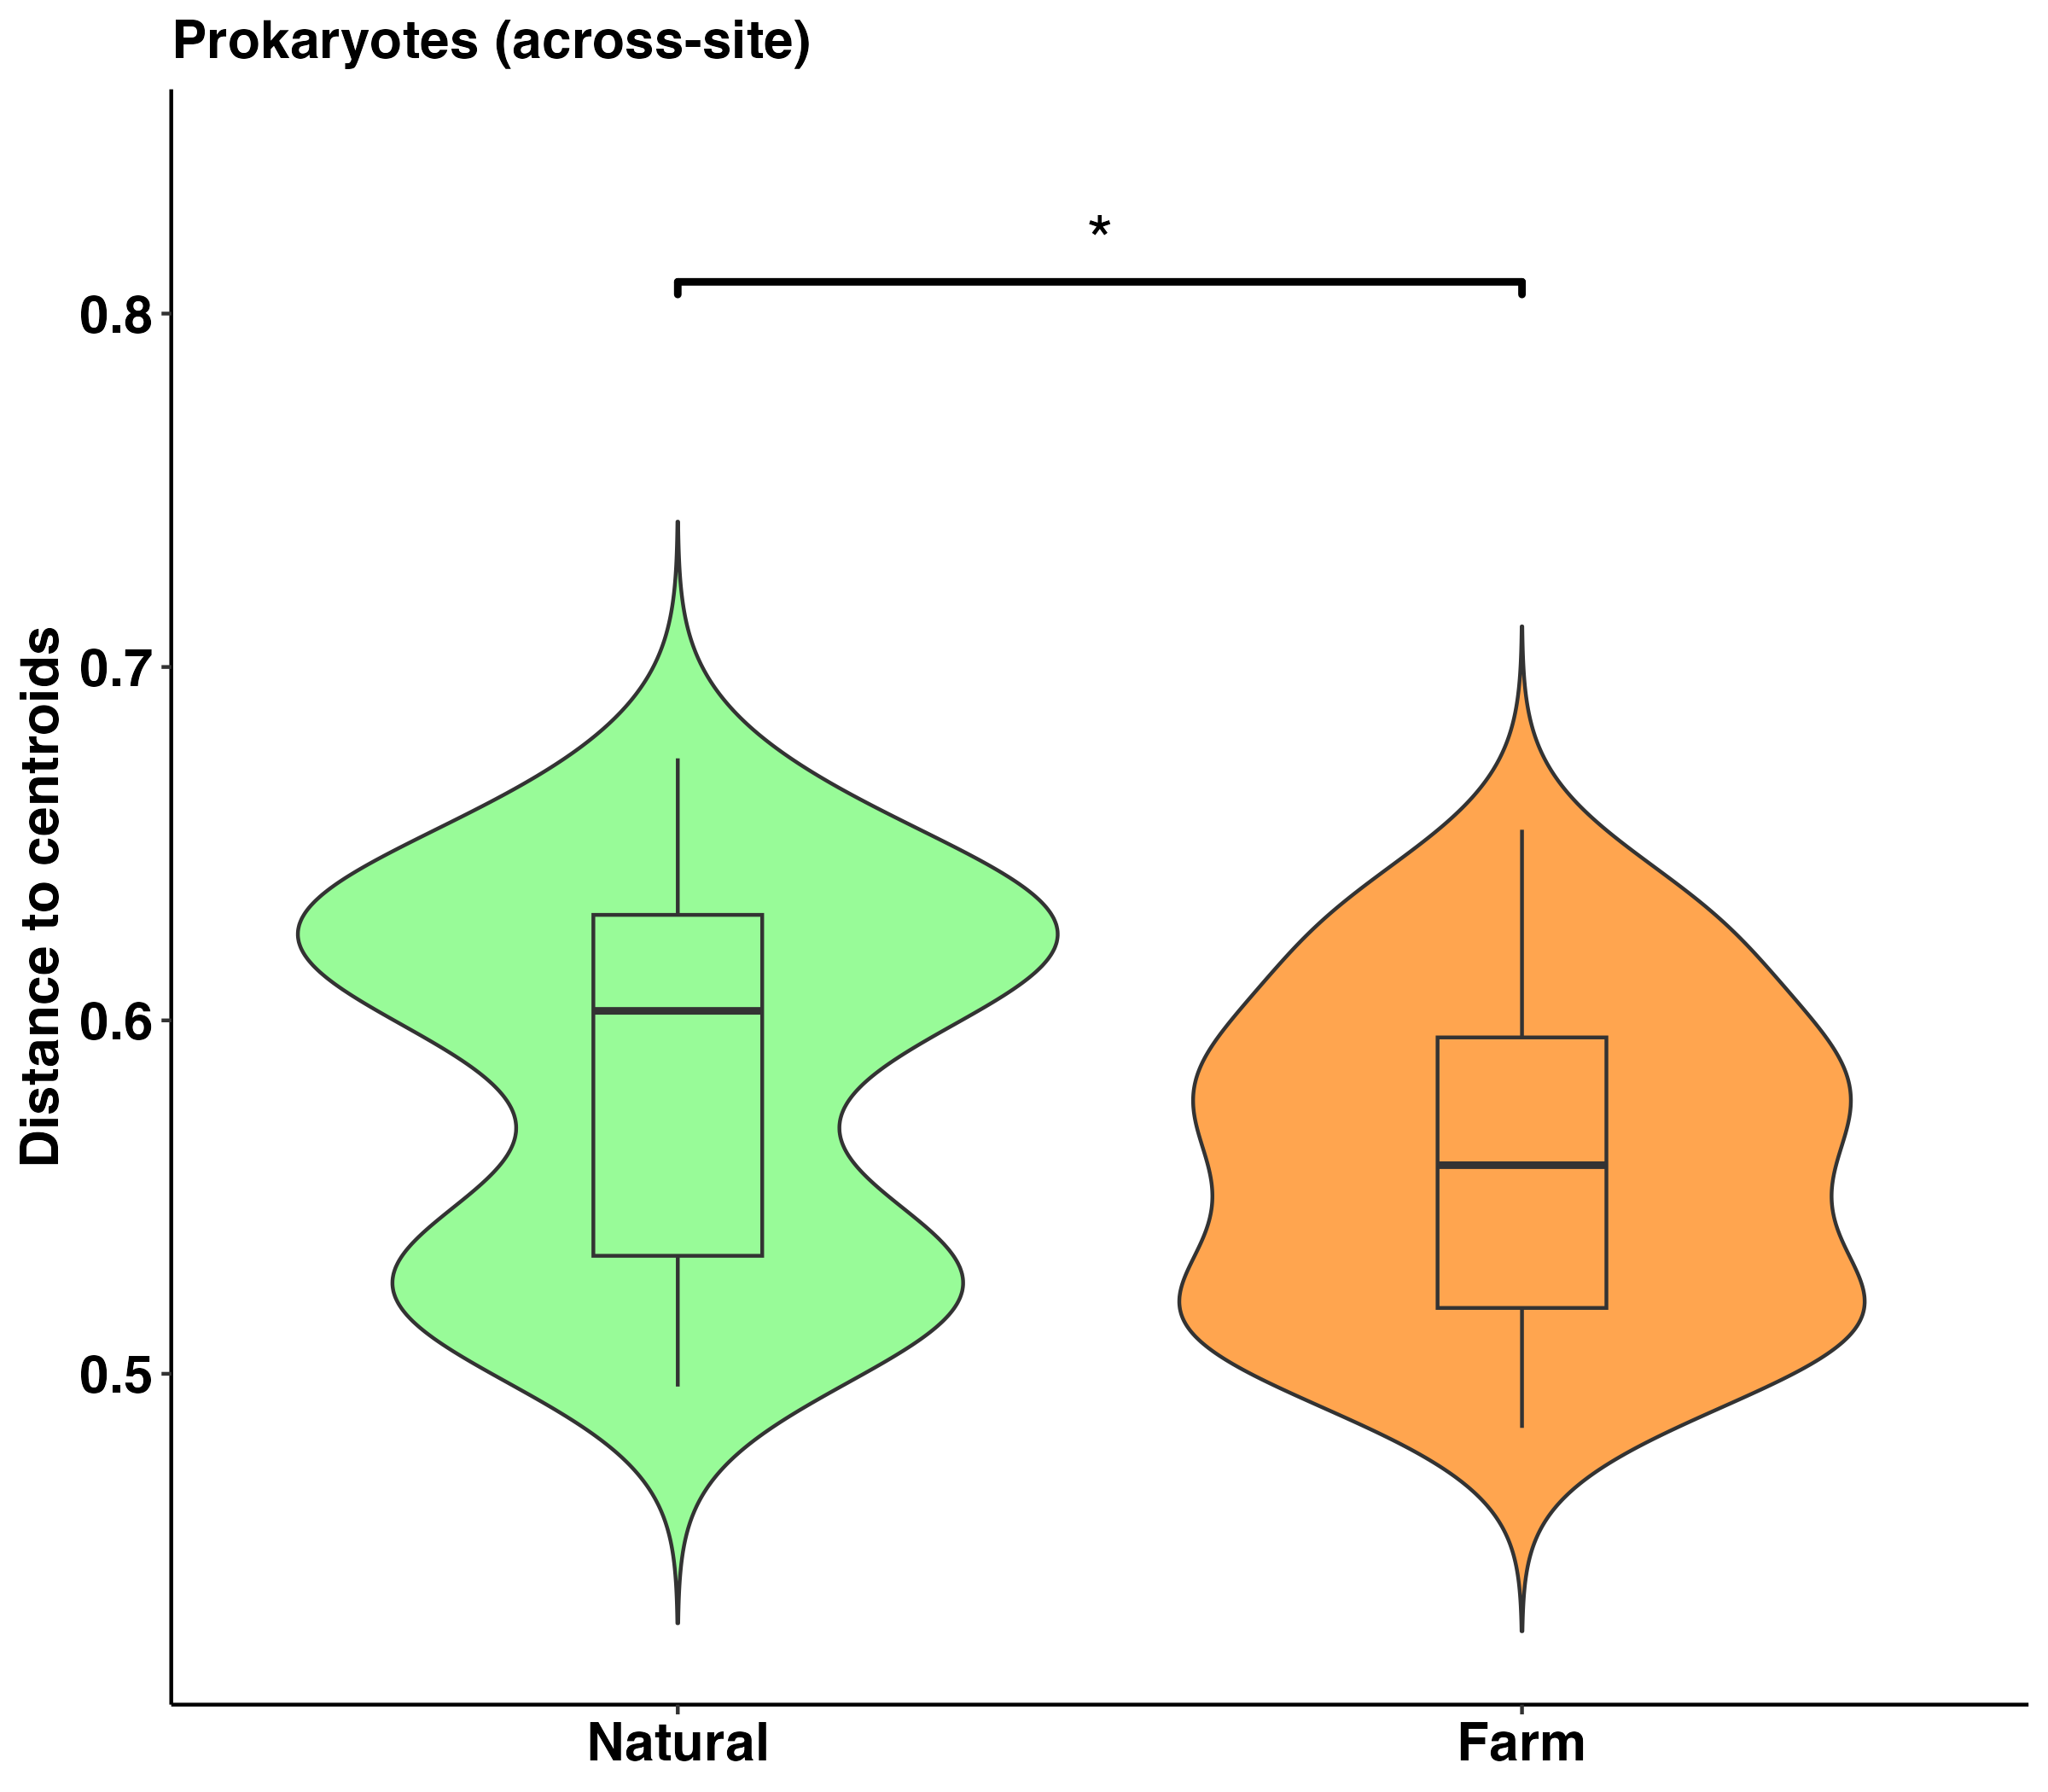 Prokaryotes (across-site)
*
0.8
0.7
0.6
0.5
Distance to centroids
Natural
Farm